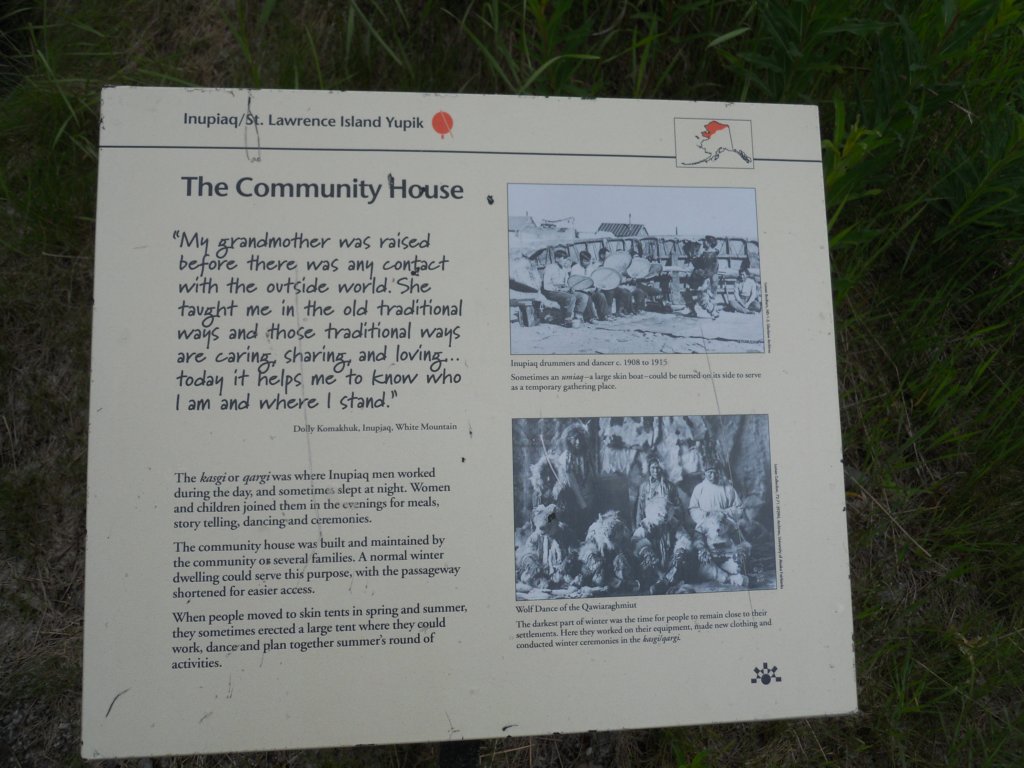 Inupiaq/St. Lawrence Island Yupik
The Community House
"My grandmother was raised
before there was any contact
with the outside world. She
taught me in the old traditional
ways and those traditional ways
are caring, sharing, and loving...
today it helps me to know who
I am and where I stand."
Dolly Komakhuk, Inupiaq, White Mountain
The kasgi or qargi was where Inupiaq men worked
during the day, and sometimes slept at night. Women
and children joined them in the evenings for meals,
story telling, dancing and ceremonies.
The community house was built and maintained by
the community or several families. A normal winter
dwelling could serve this purpose, with the passageway
shortened for easier access.
When people moved to skin tents in spring and summer,
they sometimes erected a large tent where they could
work, dance and plan together summer's round of
activities.
Inupiaq drummers and dancer c. 1908 to 1915
Sometimes an umiaq—a large skin boat—could be turned on its side to serve
as a temporary gathering place.
Wolf Dance of the Qawiaraghmiut
The darkest part of winter was the time for people to remain close to their
settlements. Here they worked on their equipment, made new clothing and
conducted winter ceremonies in the kasgi/qargi.